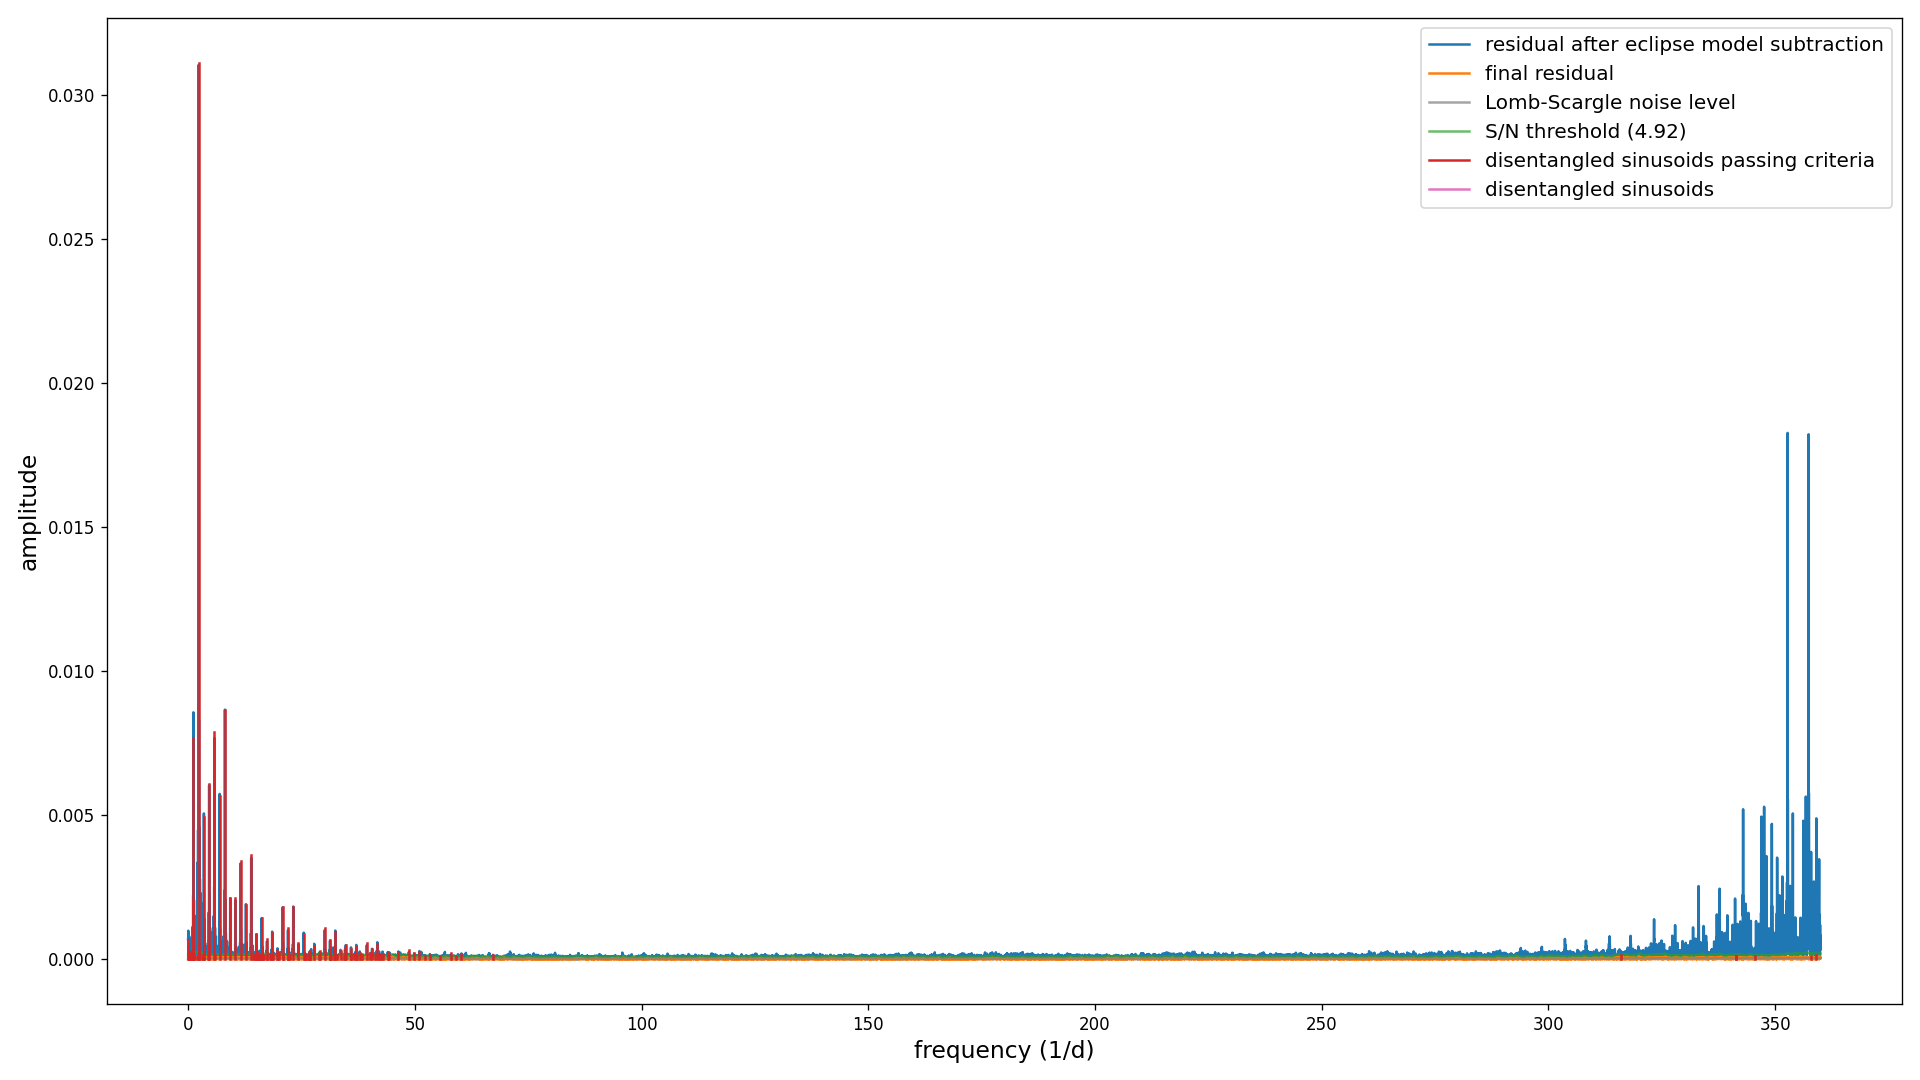 residual after eclipse model subtraction
final residual
Lomb-Scargle noise level
S/N threshold (4.92)
disentangled sinusoids passing criteria
disentangled sinusoids
amplitude
0.030
0.025
0.020
0.015
0.010
0.005
0.000
0 50 100 150 200 250 300 350
frequency (1/d)